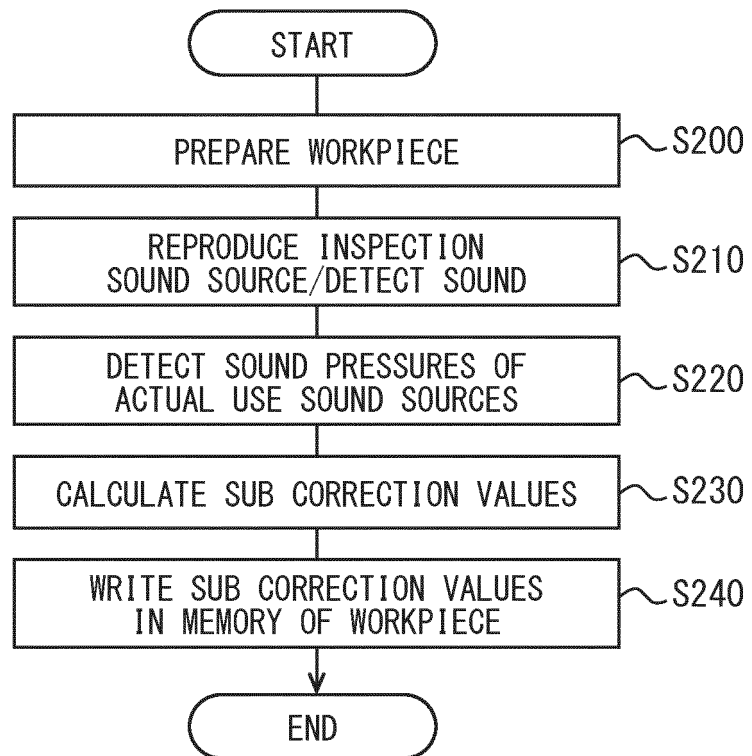 START
PREPARE WORKPIECE
S200
REPRODUCE INSPECTION
SOUND SOURCE/DETECT SOUND
S210
DETECT SOUND PRESSURES OF
ACTUAL USE SOUND SOURCES
S220
CALCULATE SUB CORRECTION VALUES
S230
WRITE SUB CORRECTION VALUES
IN MEMORY OF WORKPIECE
S240
END